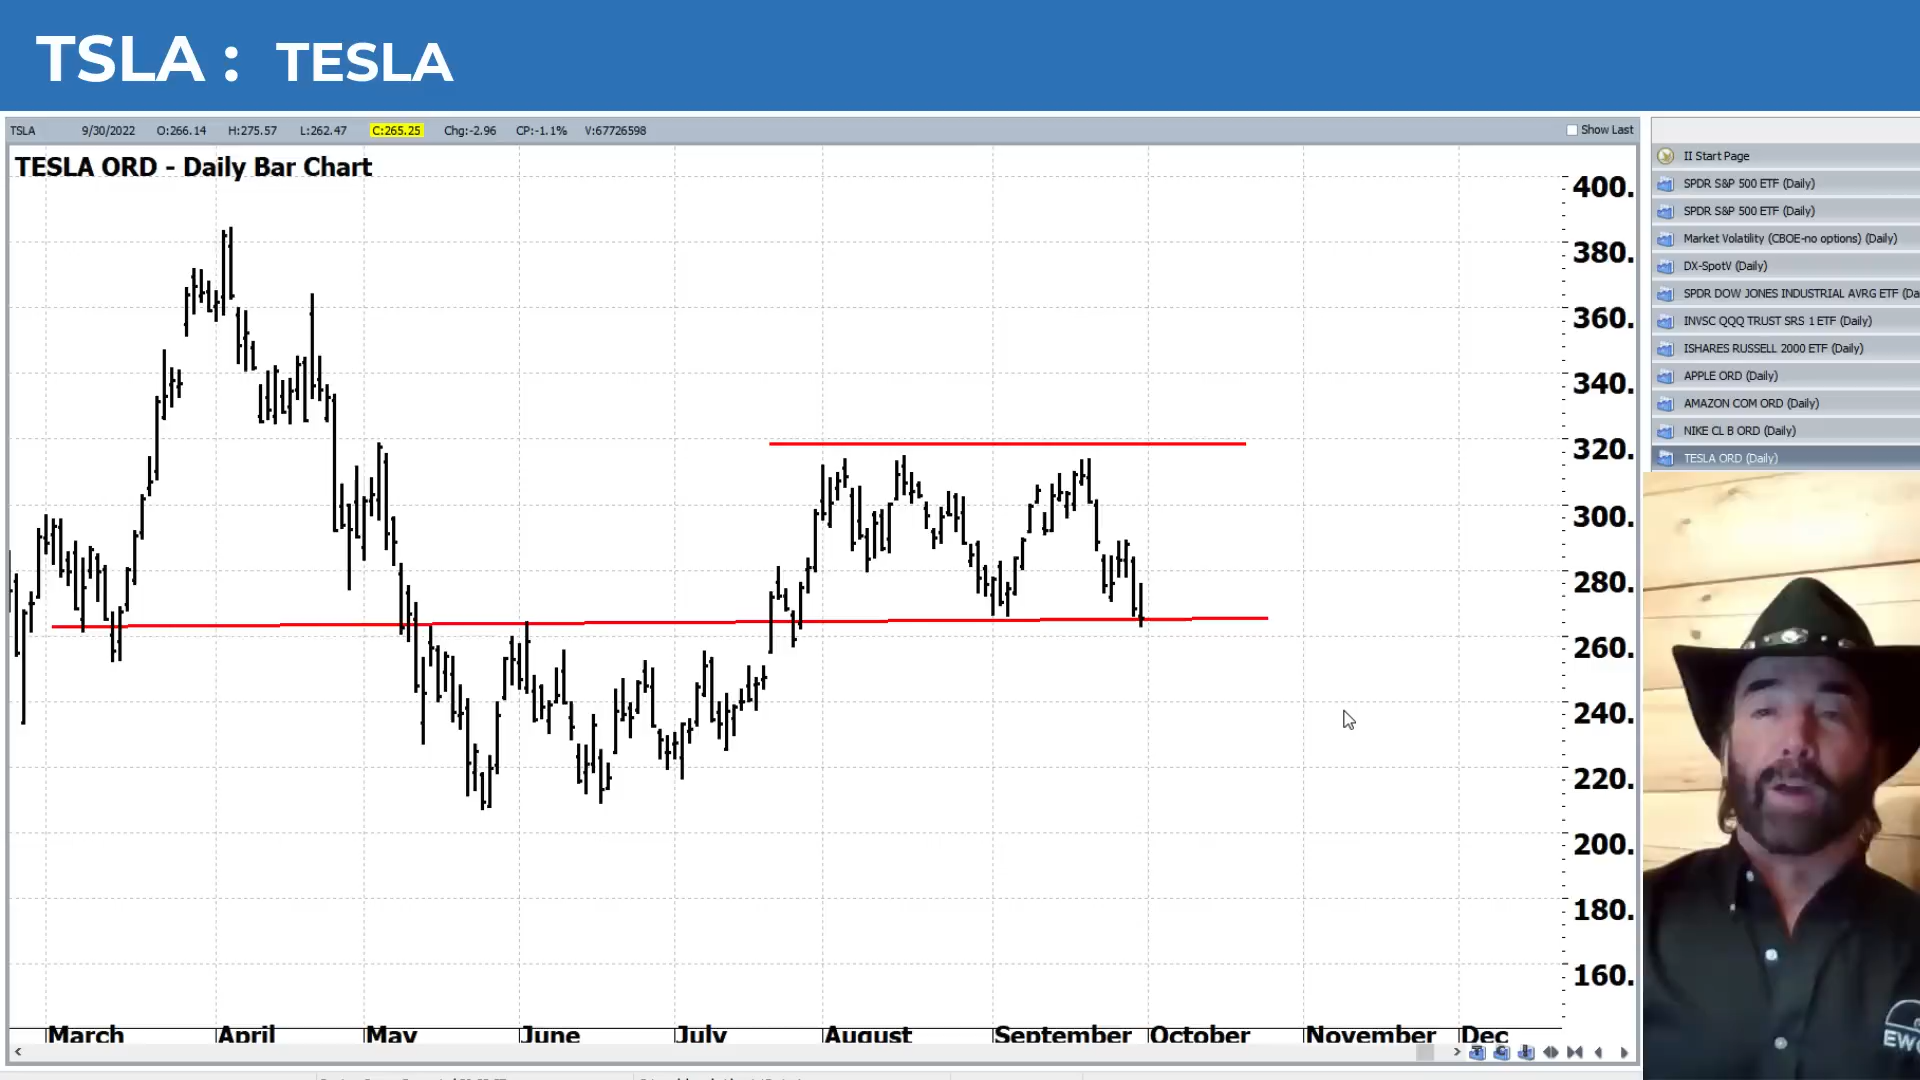 TSLA : TESLA
TSLA 9/30/2022 O:266.14 H:275.57 L:262.47 C:265.25 Chg:-2.96 CP:-1.1% V:67726598 Show Last
TESLA ORD - Daily Bar Chart
400.
380.
360.
340.
320.
300.
280.
260.
240.
220.
200.
180.
160.
March April May June July August September October November Dec
II Start Page
SPDR S&P 500 ETF (Daily)
SPDR S&P 500 ETF (Daily)
Market Volatility (CBOE-no options) (Daily)
DX-SpotV (Daily)
SPDR DOW JONES INDUSTRIAL AVRG ETF (Da
INVSC QQQ TRUST SRS 1 ETF (Daily)
ISHARES RUSSELL 2000 ETF (Daily)
APPLE ORD (Daily)
AMAZON COM ORD (Daily)
NIKE CL B ORD (Daily)
TESLA ORD (Daily)